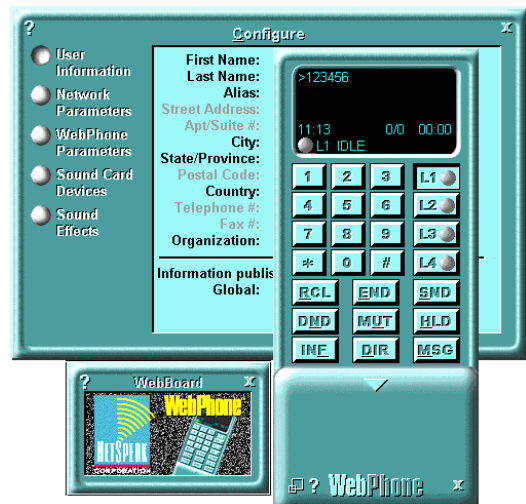 ? Configure x
User
Information
Network
Parameters
WebPhone
Parameters
Sound Card
Devices
Sound
Effects
First Name:
Last Name:
Alias:
Street Address:
Apt/Suite #:
City:
State/Province:
Postal Code:
Country:
Telephone #:
Fax #:
Organization:
Information publis
Global:
>123456
11:13 0/0 00:00
L1 IDLE
1 2 3 L1
4 5 6 L2
7 8 9 L3
* 0 # L4
RCL END SND
DND MUT HLD
INF DIR MSG
? WebPhone x
? WebBoard x
NETSPEAK
CORPORATION
WebPhone